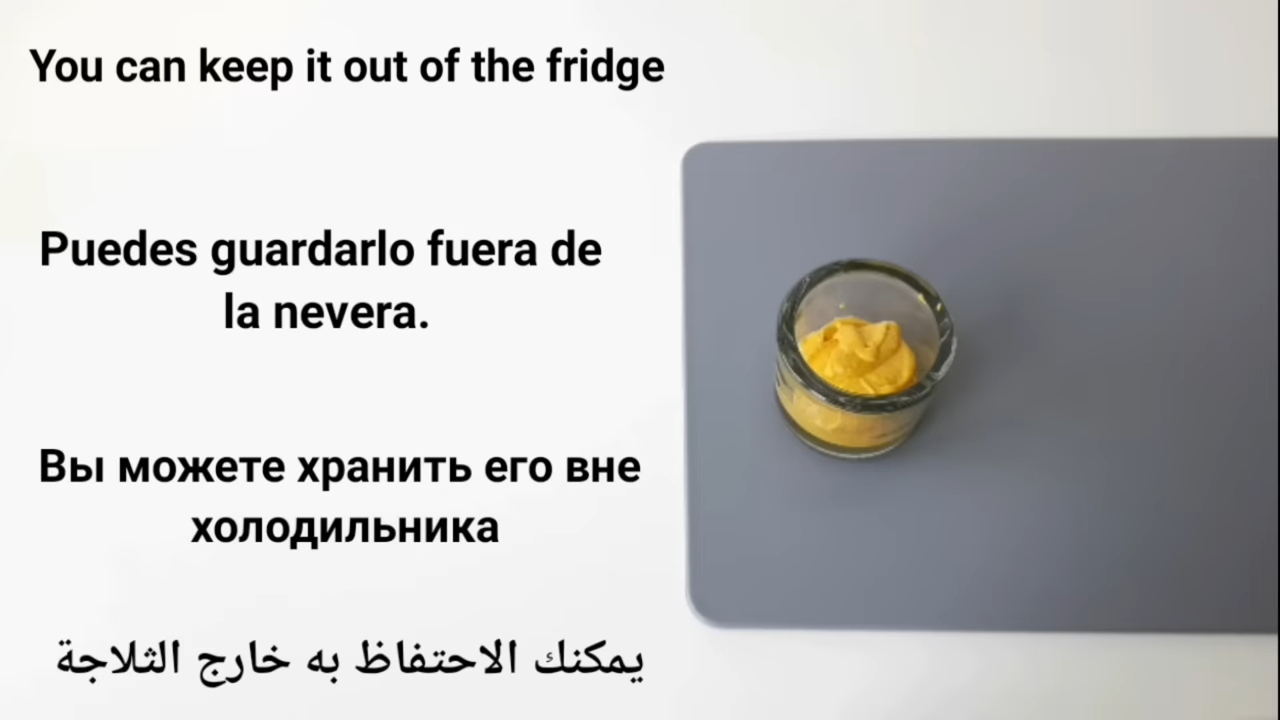 You can keep it out of the fridge
Puedes guardarlo fuera de
la nevera.
Вы можете хранить его вне
холодильника
يمكنك الاحتفاظ به خارج الثلاجة